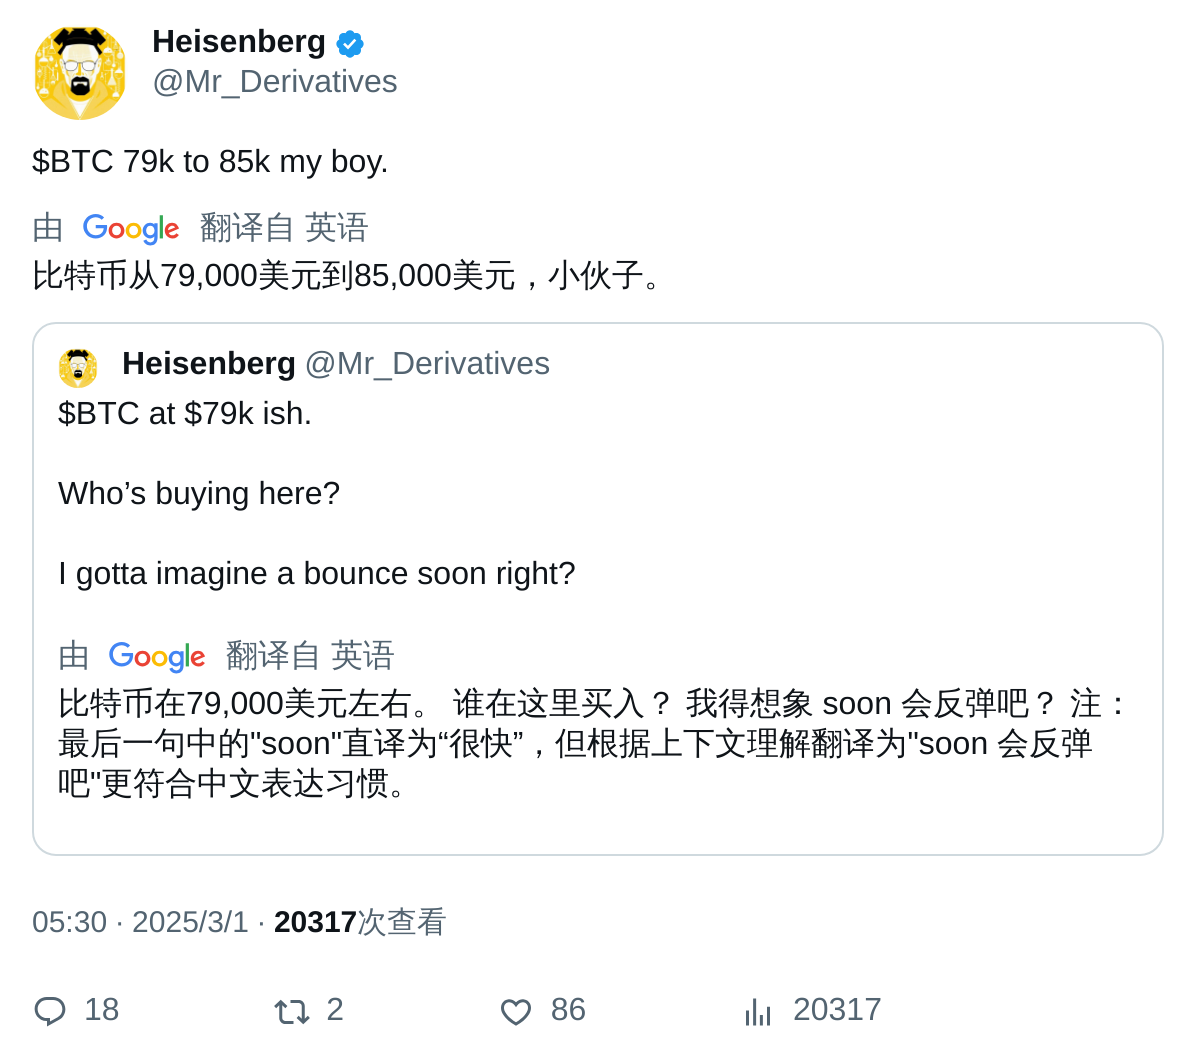 Heisenberg
@Mr_Derivatives
$BTC 79k to 85k my boy.
由 Google 翻译自 英语
比特币从79,000美元到85,000美元，小伙子。
Heisenberg @Mr_Derivatives
$BTC at $79k ish.
Who’s buying here?
I gotta imagine a bounce soon right?
由 Google 翻译自 英语
比特币在79,000美元左右。 谁在这里买入？ 我得想象 soon 会反弹吧？ 注：
最后一句中的"soon"直译为“很快”，但根据上下文理解翻译为"soon 会反弹
吧"更符合中文表达习惯。
05:30 · 2025/3/1 · 20317次查看
18 2 86 20317